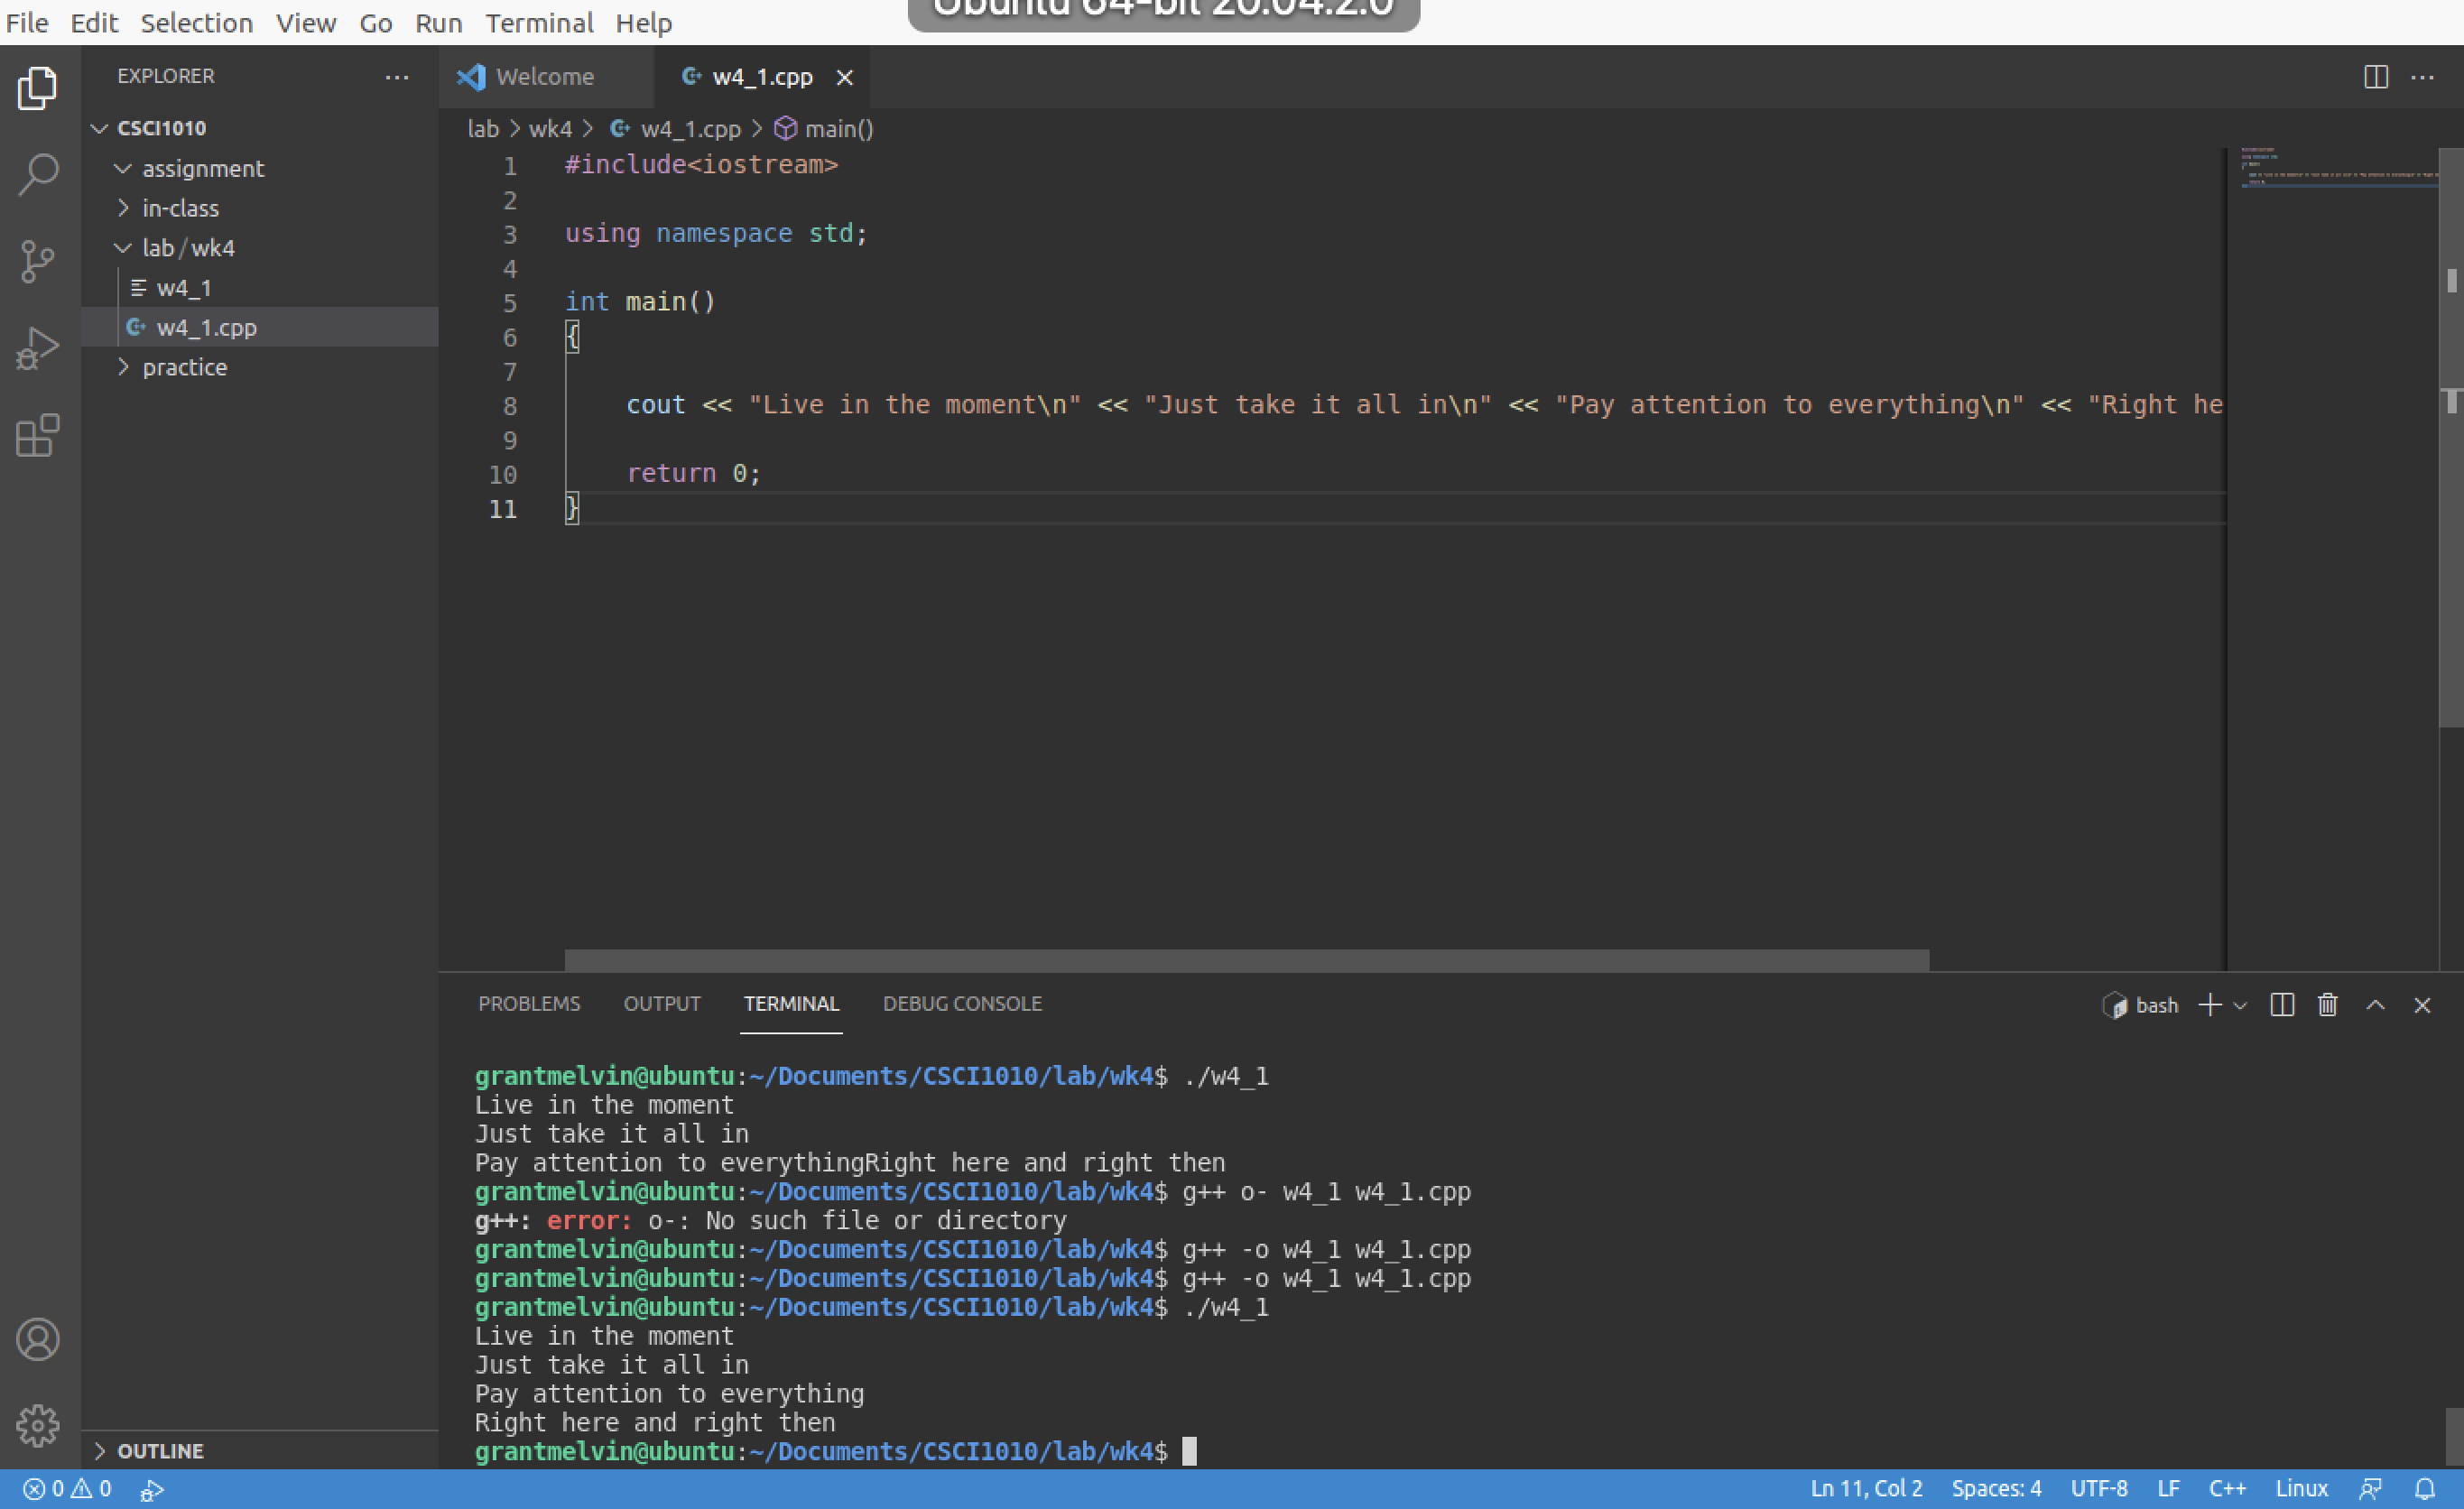 Ubuntu 64-bit 20.04.2.0
File Edit Selection View Go Run Terminal Help
EXPLORER
CSCI1010
assignment
in-class
lab/wk4
w4_1
w4_1.cpp
practice
OUTLINE
Welcome w4_1.cpp
lab > wk4 > w4_1.cpp > main()
1 #include<iostream>
2
3 using namespace std;
4
5 int main()
6 {
7
8 cout << "Live in the moment\n" << "Just take it all in\n" << "Pay attention to everything\n" << "Right he
9
10 return 0;
11 }
PROBLEMS OUTPUT TERMINAL DEBUG CONSOLE bash
grantmelvin@ubuntu:~/Documents/CSCI1010/lab/wk4$ ./w4_1
Live in the moment
Just take it all in
Pay attention to everythingRight here and right then
grantmelvin@ubuntu:~/Documents/CSCI1010/lab/wk4$ g++ o- w4_1 w4_1.cpp
g++: error: o-: No such file or directory
grantmelvin@ubuntu:~/Documents/CSCI1010/lab/wk4$ g++ -o w4_1 w4_1.cpp
grantmelvin@ubuntu:~/Documents/CSCI1010/lab/wk4$ g++ -o w4_1 w4_1.cpp
grantmelvin@ubuntu:~/Documents/CSCI1010/lab/wk4$ ./w4_1
Live in the moment
Just take it all in
Pay attention to everything
Right here and right then
grantmelvin@ubuntu:~/Documents/CSCI1010/lab/wk4$
0 0 Ln 11, Col 2 Spaces: 4 UTF-8 LF C++ Linux